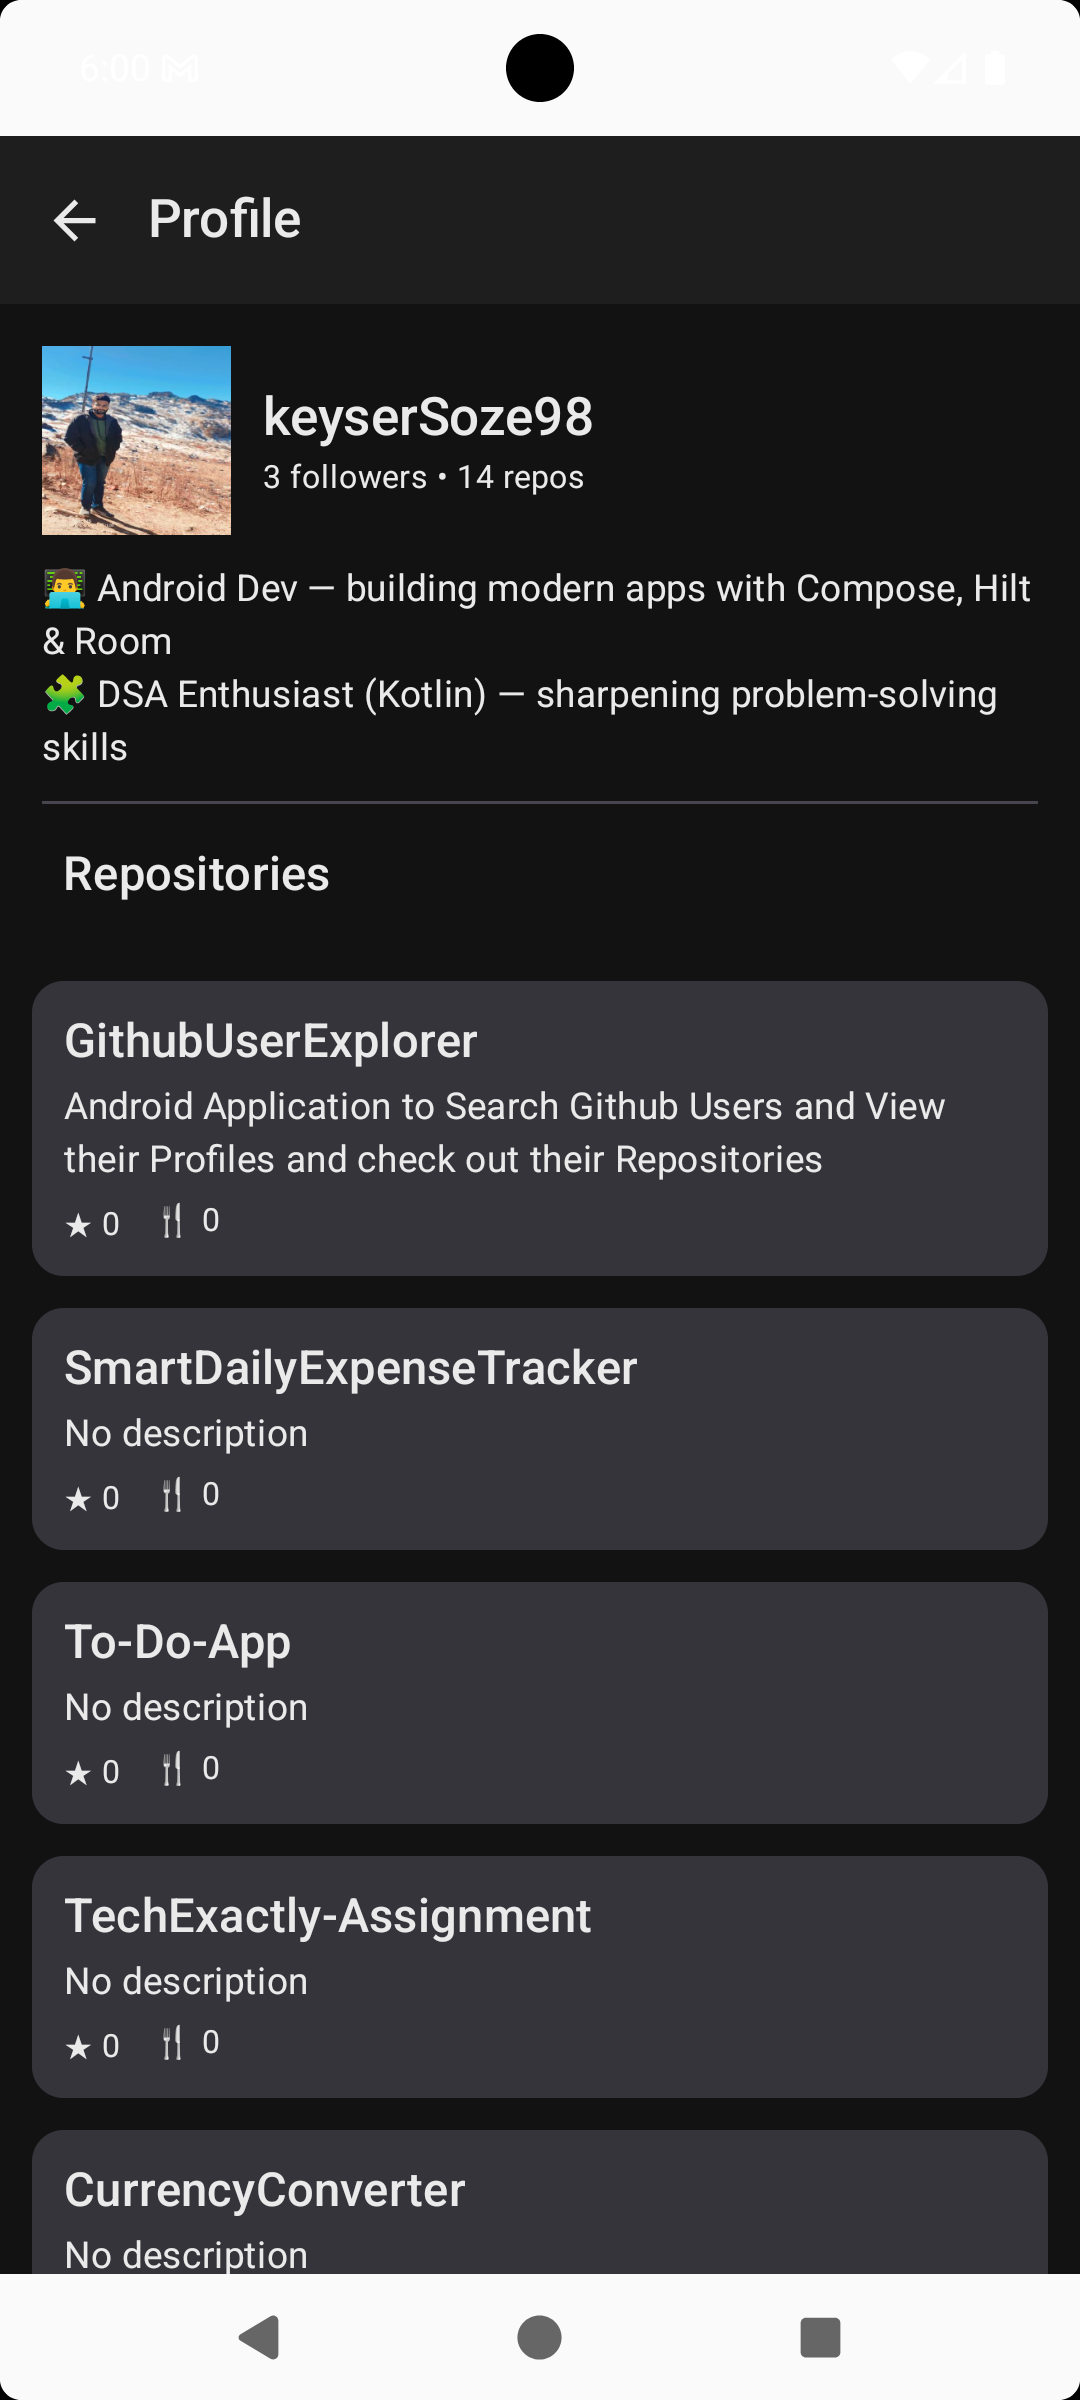 6:00
Profile
keyserSoze98
3 followers • 14 repos
👨‍💻 Android Dev — building modern apps with Compose, Hilt
& Room
🧩 DSA Enthusiast (Kotlin) — sharpening problem-solving
skills
Repositories
GithubUserExplorer
Android Application to Search Github Users and View
their Profiles and check out their Repositories
★ 0 🍴 0
SmartDailyExpenseTracker
No description
★ 0 🍴 0
To-Do-App
No description
★ 0 🍴 0
TechExactly-Assignment
No description
★ 0 🍴 0
CurrencyConverter
No description